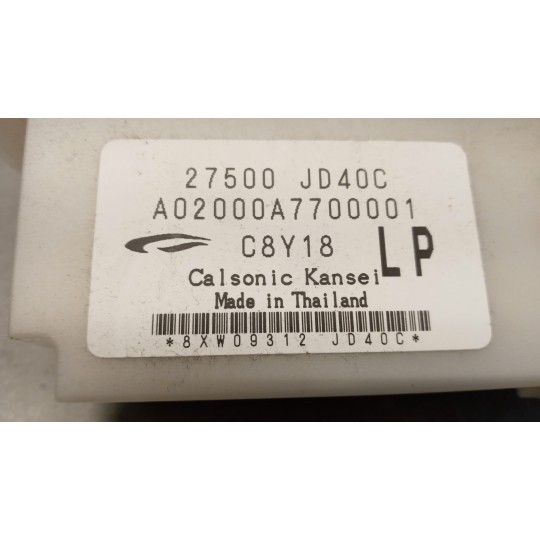 27500 JD40C
A02000A7700001
C8Y18 LP
Calsonic Kansei
Made in Thailand
*8XW09312 JD40C*